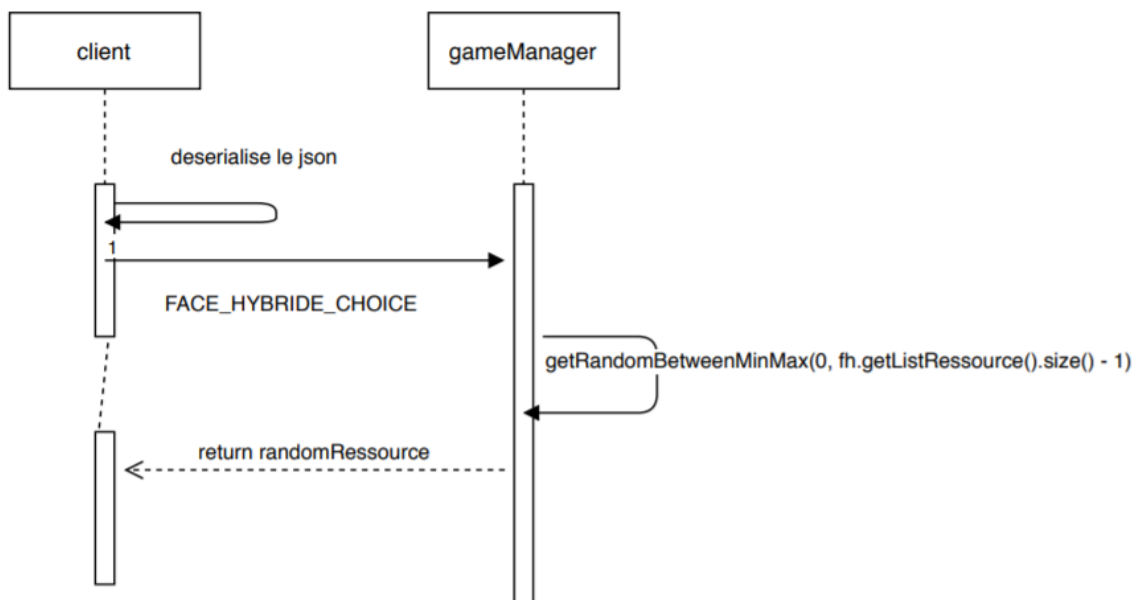 client
gameManager
deserialise le json
1
FACE_HYBRIDE_CHOICE
getRandomBetweenMinMax(0, fh.getListRessource().size() - 1)
return randomRessource